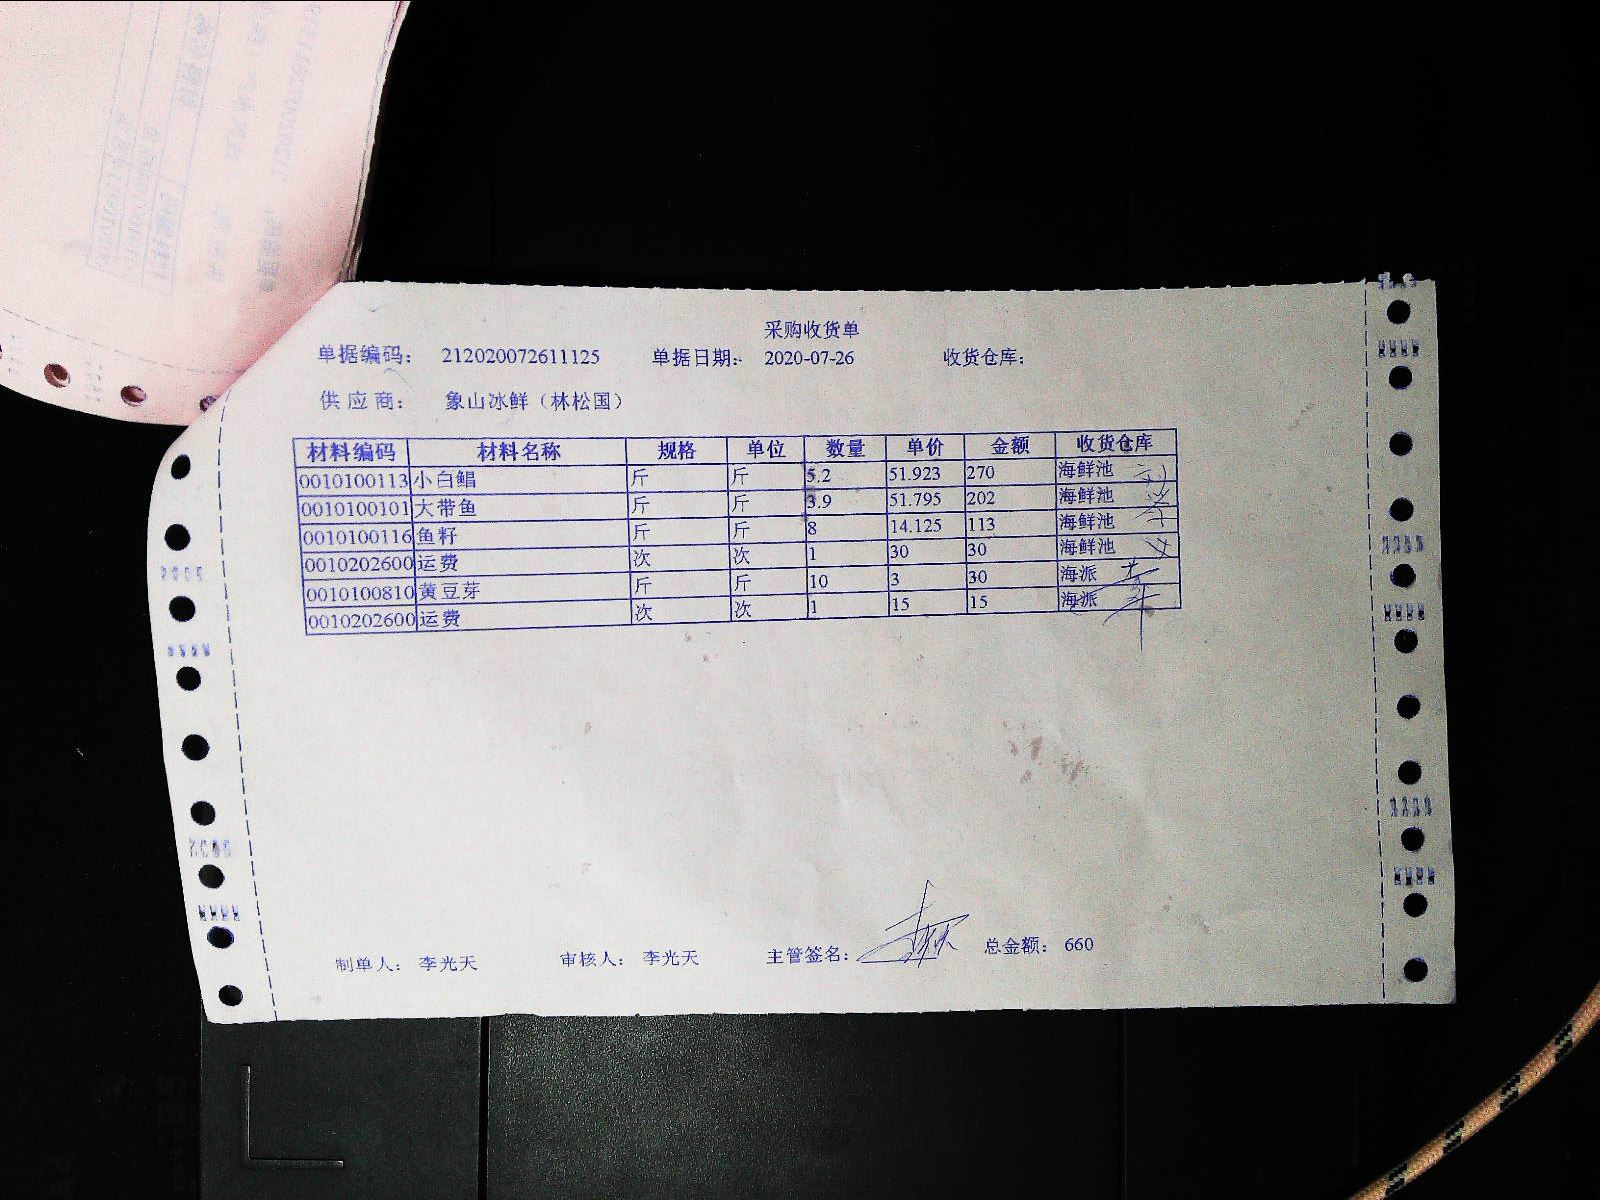 采购收货单
单据编码： 212020072611125 单据日期： 2020-07-26 收货仓库：
供应商： 象山冰鲜（林松国）
材料编码 材料名称 规格 单位 数量 单价 金额 收货仓库
0010100113 小白鲳 斤 斤 5.2 51.923 270 海鲜池
0010100101 大带鱼 斤 斤 3.9 51.795 202 海鲜池
0010100116 鱼籽 斤 斤 8 14.125 113 海鲜池
0010202600 运费 次 次 1 30 30 海鲜池
0010100810 黄豆芽 斤 斤 10 3 30 海派
0010202600 运费 次 次 1 15 15 海派
制单人： 李光天 审核人： 李光天 主管签名： 总金额： 660